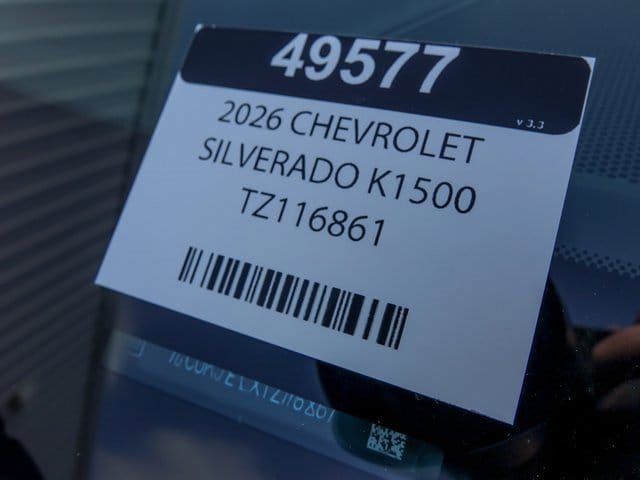 49577
v 3.3
2026 CHEVROLET
SILVERADO K1500
TZ116861